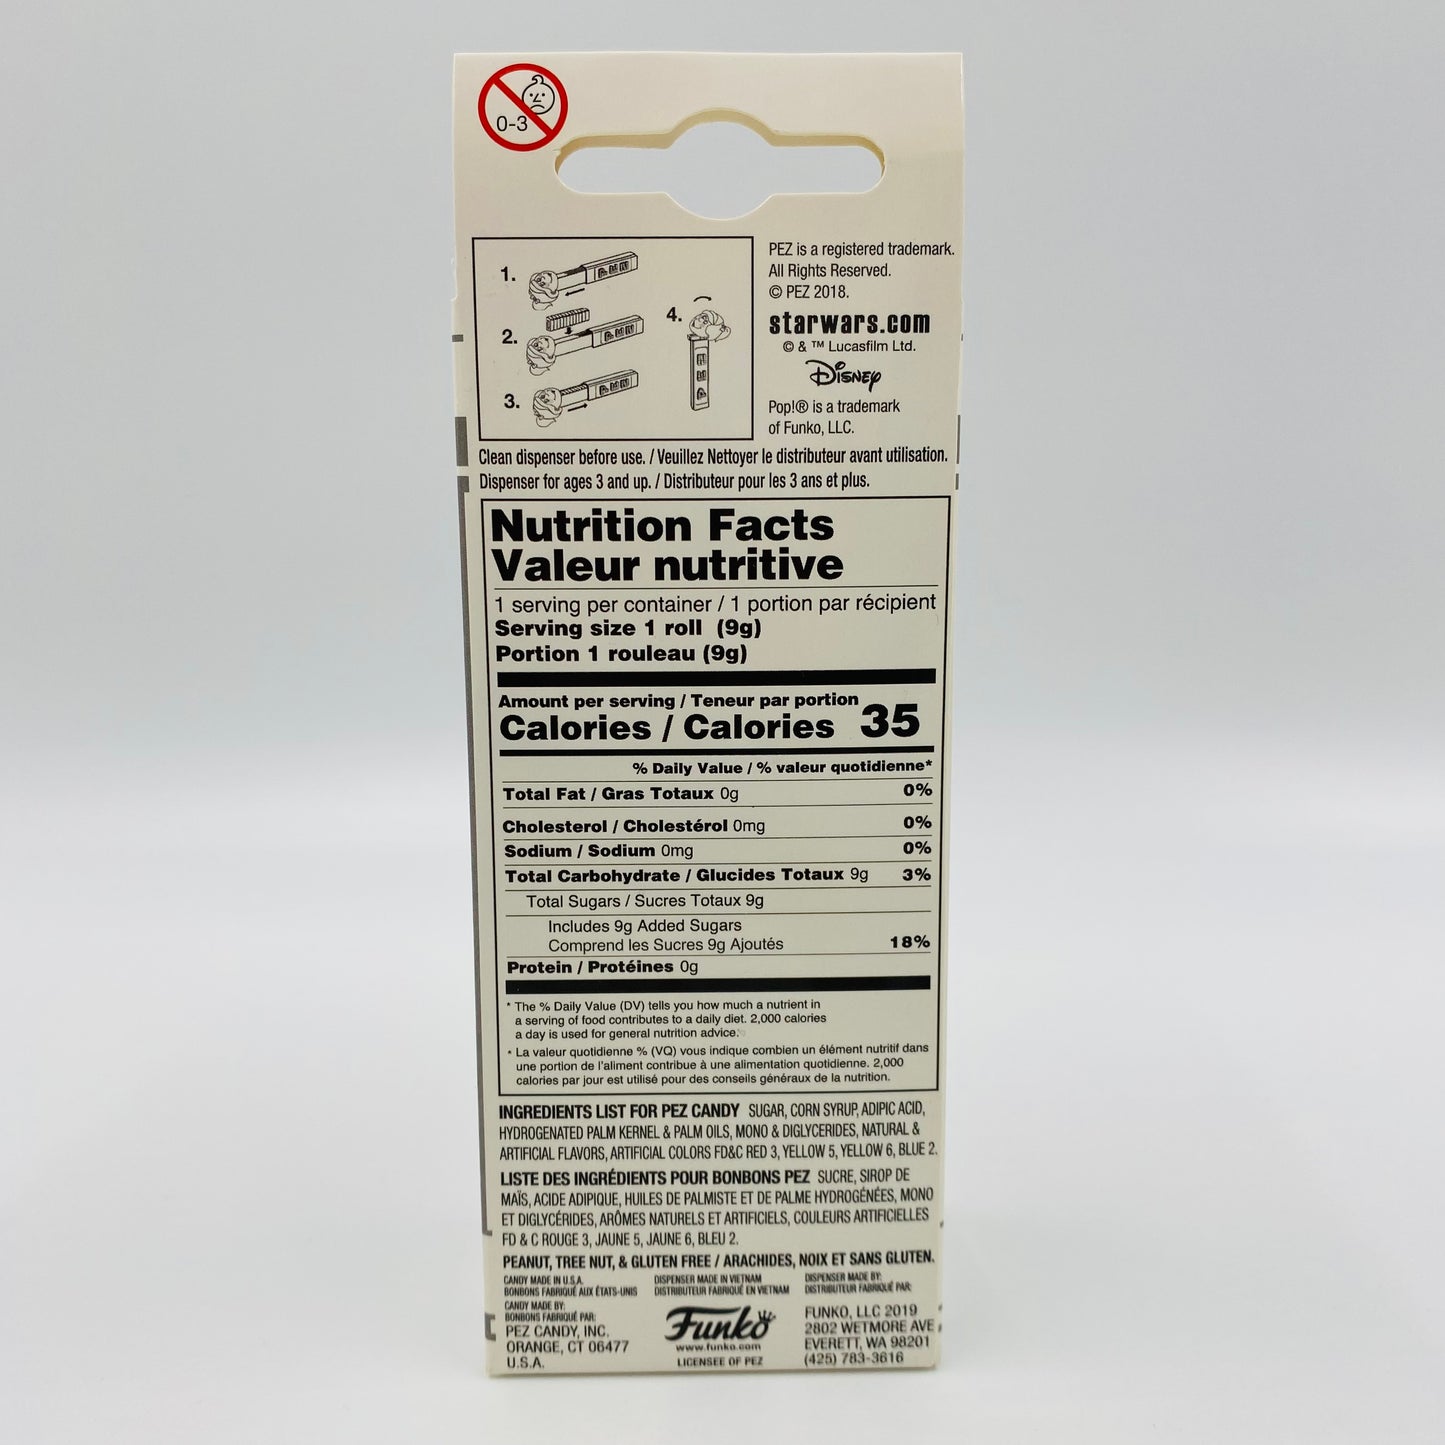 0-3
1.
2.
3.
4.
PEZ is a registered trademark.
All Rights Reserved.
© PEZ 2018.
starwars.com
© & ™ Lucasfilm Ltd.
Disney
Pop!® is a trademark
of Funko, LLC.
Clean dispenser before use. / Veuillez Nettoyer le distributeur avant utilisation.
Dispenser for ages 3 and up. / Distributeur pour les 3 ans et plus.
Nutrition Facts
Valeur nutritive
1 serving per container / 1 portion par récipient
Serving size 1 roll (9g)
Portion 1 rouleau (9g)
Amount per serving / Teneur par portion
Calories / Calories 35
% Daily Value / % valeur quotidienne*
Total Fat / Gras Totaux 0g 0%
Cholesterol / Cholestérol 0mg 0%
Sodium / Sodium 0mg 0%
Total Carbohydrate / Glucides Totaux 9g 3%
Total Sugars / Sucres Totaux 9g
Includes 9g Added Sugars
Comprend les Sucres 9g Ajoutés 18%
Protein / Protéines 0g
* The % Daily Value (DV) tells you how much a nutrient in
a serving of food contributes to a daily diet. 2,000 calories
a day is used for general nutrition advice.
* La valeur quotidienne % (VQ) vous indique combien un élément nutritif dans
une portion de l'aliment contribue à une alimentation quotidienne. 2,000
calories par jour est utilisé pour des conseils généraux de la nutrition.
INGREDIENTS LIST FOR PEZ CANDY SUGAR, CORN SYRUP, ADIPIC ACID,
HYDROGENATED PALM KERNEL & PALM OILS, MONO & DIGLYCERIDES, NATURAL &
ARTIFICIAL FLAVORS, ARTIFICIAL COLORS FD&C RED 3, YELLOW 5, YELLOW 6, BLUE 2.
LISTE DES INGRÉDIENTS POUR BONBONS PEZ SUCRE, SIROP DE
MAÏS, ACIDE ADIPIQUE, HUILES DE PALMISTE ET DE PALME HYDROGÉNÉES, MONO
ET DIGLYCÉRIDES, ARÔMES NATURELS ET ARTIFICIELS, COULEURS ARTIFICIELLES
FD & C ROUGE 3, JAUNE 5, JAUNE 6, BLEU 2.
PEANUT, TREE NUT, & GLUTEN FREE / ARACHIDES, NOIX ET SANS GLUTEN.
CANDY MADE IN U.S.A.
BONBONS FABRIQUÉ AUX ÉTATS-UNIS
CANDY MADE BY:
BONBONS FABRIQUÉ PAR:
PEZ CANDY, INC.
ORANGE, CT 06477
U.S.A.
DISPENSER MADE IN VIETNAM
DISTRIBUTEUR FABRIQUÉ EN VIETNAM
Funko
www.funko.com
LICENSEE OF PEZ
DISPENSER MADE BY:
DISTRIBUTEUR FABRIQUÉ PAR:
FUNKO, LLC 2019
2802 WETMORE AVE
EVERETT, WA 98201
(425) 783-3616